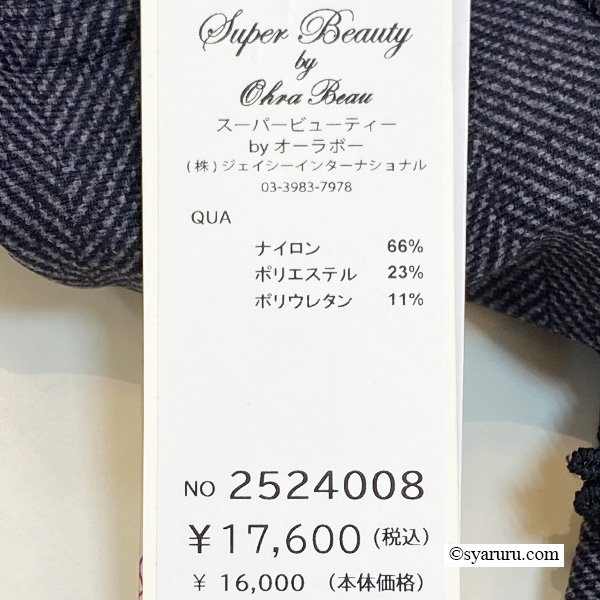 Super Beauty
by
Ohra Beau
スーパービューティー
by オーラボー
(株)ジェイシーインターナショナル
03-3983-7978
QUA
ナイロン 66%
ポリエステル 23%
ポリウレタン 11%
NO 2524008
¥17,600 (税込)
¥ 16,000 (本体価格)
©syaruru.com